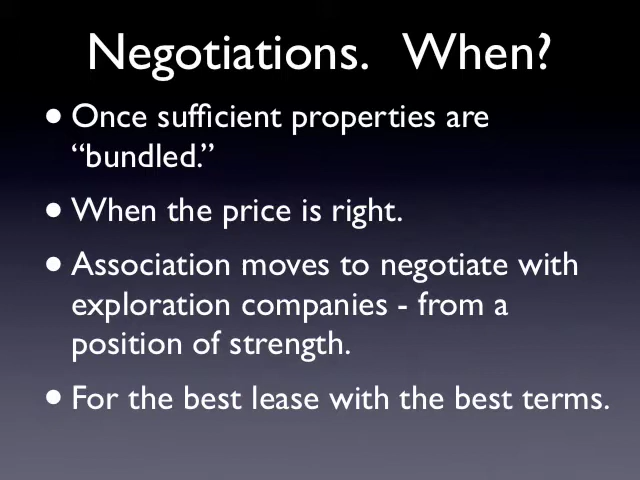 Negotiations.  When?
• Once sufficient properties are
“bundled.”
• When the price is right.
• Association moves to negotiate with
exploration companies - from a
position of strength.
• For the best lease with the best terms.